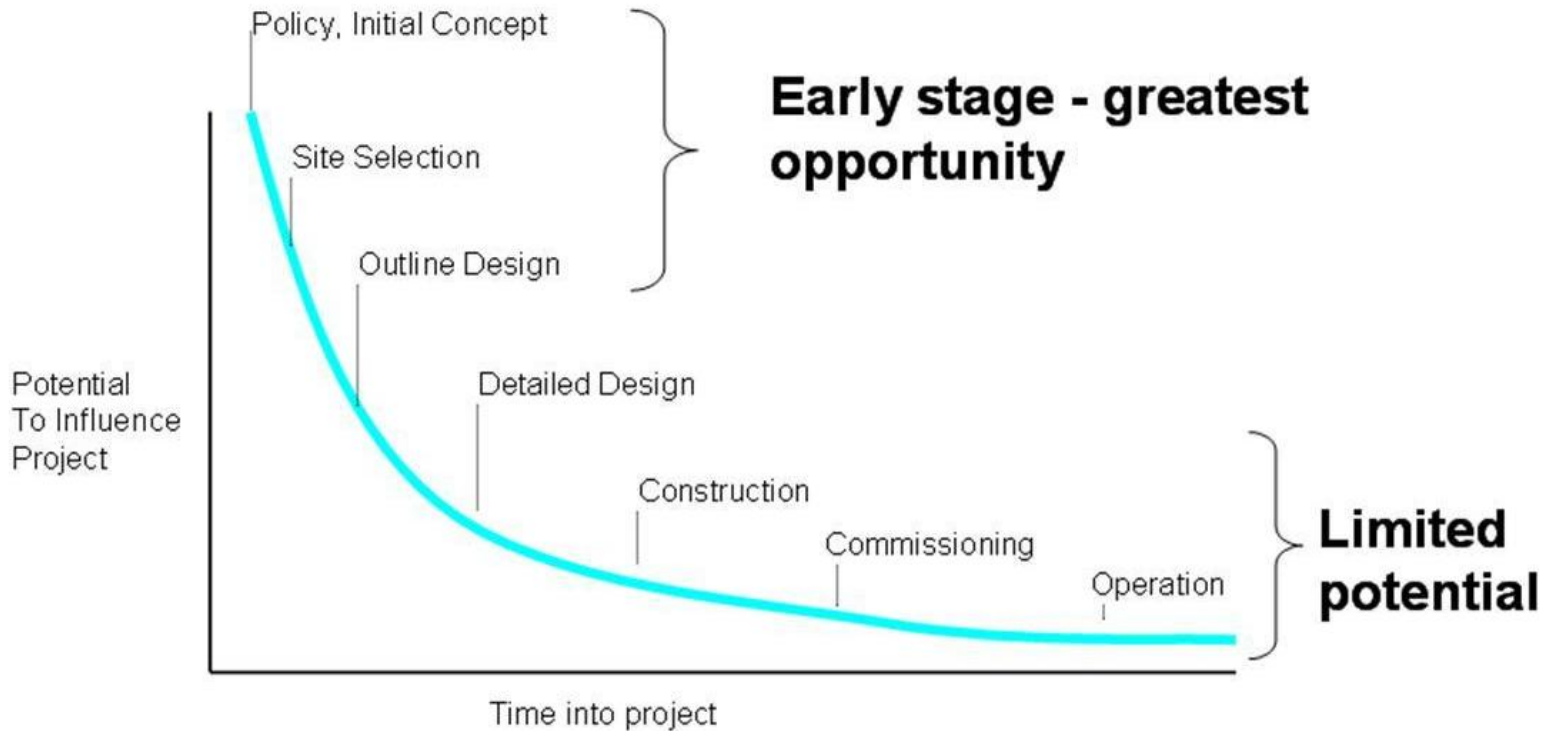 Policy, Initial Concept
Early stage - greatest
opportunity
Site Selection
Outline Design
Potential
To Influence
Project
Detailed Design
Construction
Commissioning
Operation
Limited
potential
Time into project